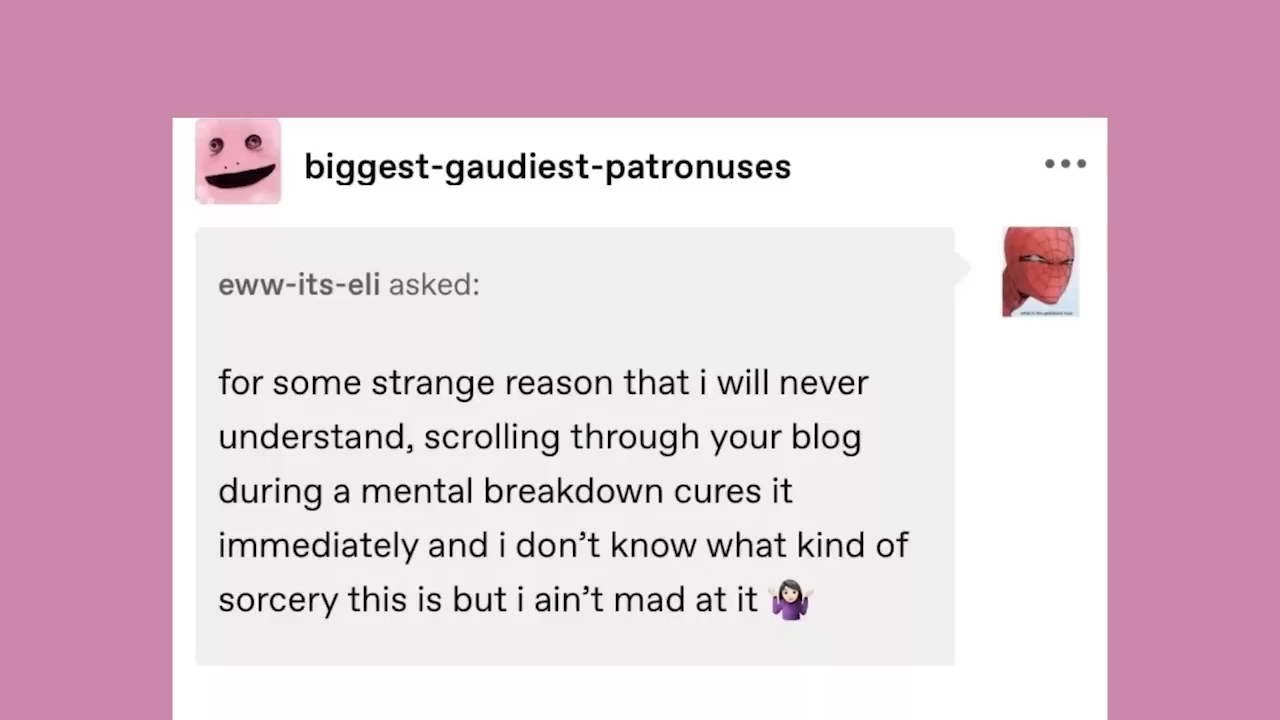 biggest-gaudiest-patronuses
eww-its-eli asked:
for some strange reason that i will never
understand, scrolling through your blog
during a mental breakdown cures it
immediately and i don’t know what kind of
sorcery this is but i ain’t mad at it 🤷🏻‍♀️